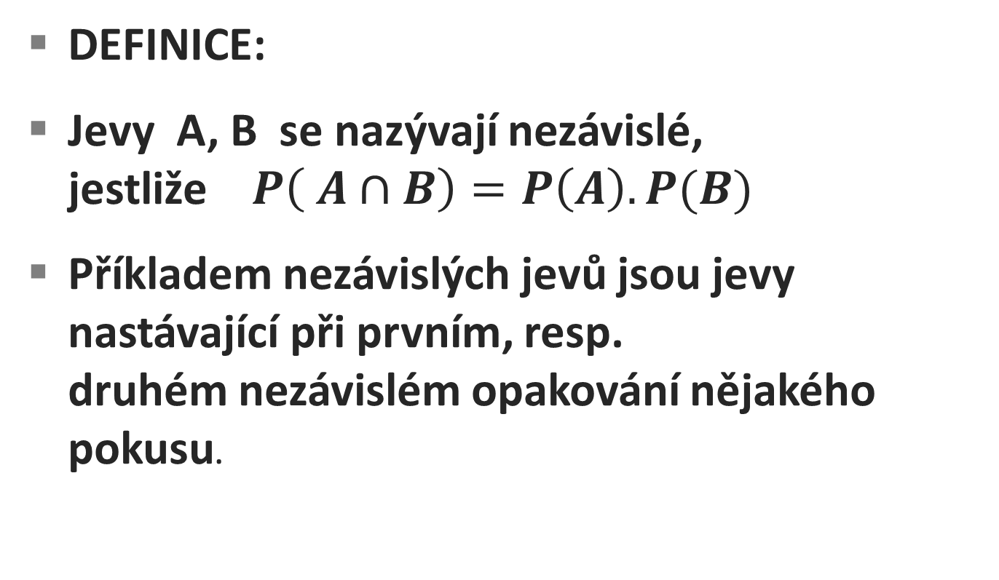 ▪ DEFINICE:
▪ Jevy A, B se nazývají nezávislé,
jestliže P( A ∩ B) = P(A). P(B)
▪ Příkladem nezávislých jevů jsou jevy
nastávající při prvním, resp.
druhém nezávislém opakování nějakého
pokusu.